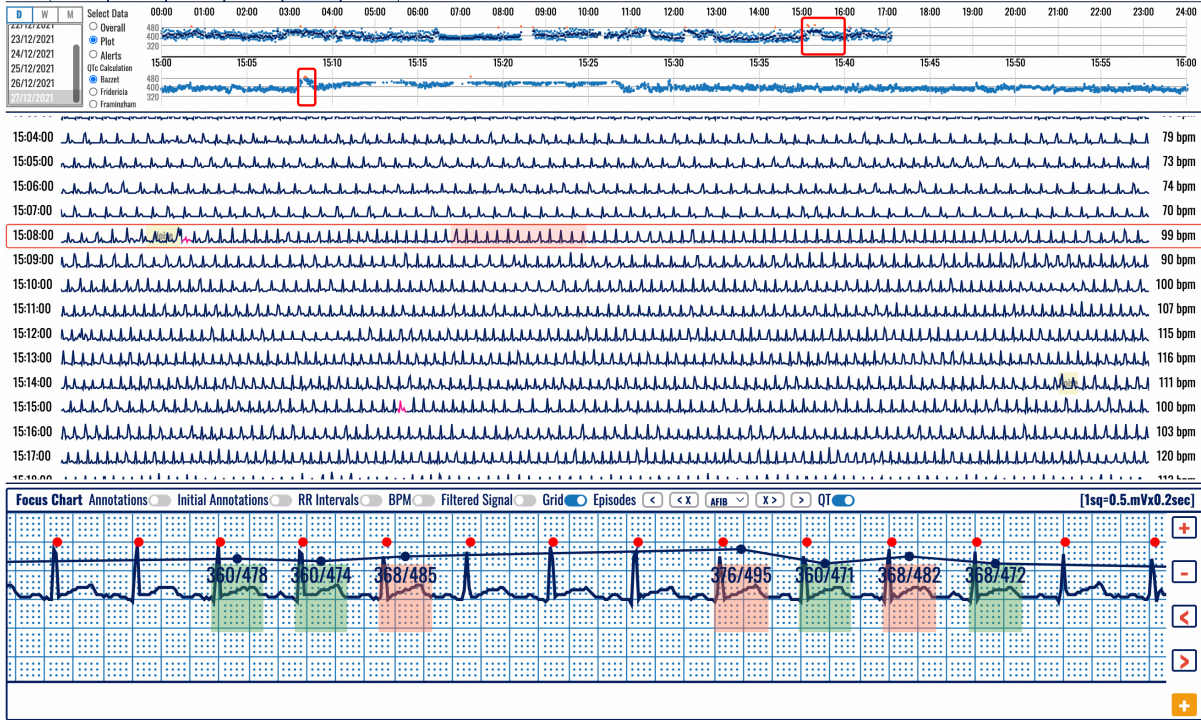 D W M
Select Data
22/12/2021
23/12/2021
24/12/2021
25/12/2021
26/12/2021
27/12/2021
Overall
Plot
Alerts
QTc Calculation
Bazzet
Fridericia
Framingham
00:00 01:00 02:00 03:00 04:00 05:00 06:00 07:00 08:00 09:00 10:00 11:00 12:00 13:00 14:00 15:00 16:00 17:00 18:00 19:00 20:00 21:00 22:00 23:00 24:00
480
400
320
15:00 15:05 15:10 15:15 15:20 15:25 15:30 15:35 15:40 15:45 15:50 15:55 16:00
480
400
320
15:04:00 79 bpm
15:05:00 73 bpm
15:06:00 74 bpm
15:07:00 70 bpm
15:08:00 Noise 99 bpm
15:09:00 90 bpm
15:10:00 100 bpm
15:11:00 107 bpm
15:12:00 115 bpm
15:13:00 116 bpm
15:14:00 Noise 111 bpm
15:15:00 100 bpm
15:16:00 103 bpm
15:17:00 120 bpm
15:18:00 112 bpm
Focus Chart Annotations Initial Annotations RR Intervals BPM Filtered Signal Grid Episodes < < X AFIB X > > QT [1sq=0.5.mVx0.2sec]
360/478 360/474 368/485 376/495 360/471 368/482 368/472
+
-
<
>
+